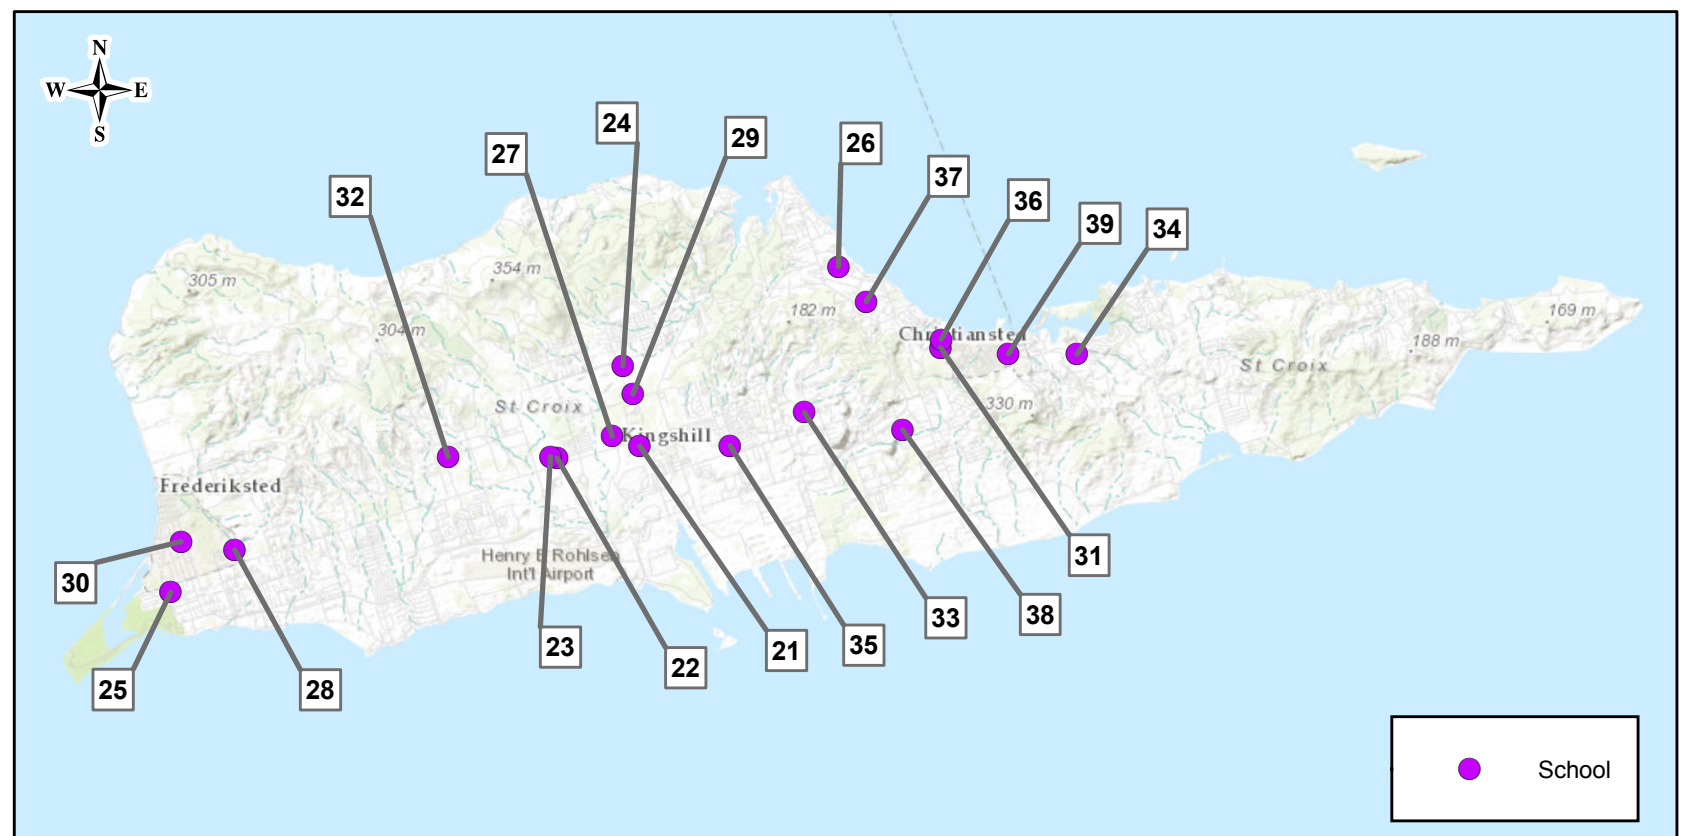 N
W E
S
24
29
26
27
37
32
36
39
34
354 m
305 m
182 m
169 m
304 m
Christiansted
188 m
St Croix
St Croix
330 m
Kingshill
Frederiksted
Henry E Rohlsen
Int'l Airport
31
30
38
33
23
35
21
22
25
28
School